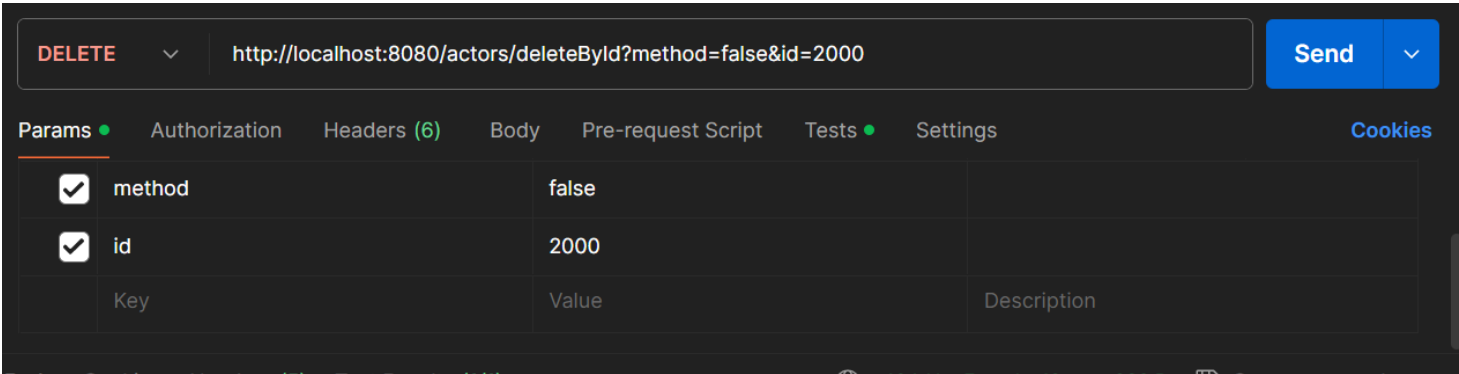 DELETE http://localhost:8080/actors/deleteById?method=false&id=2000 Send
Params Authorization Headers (6) Body Pre-request Script Tests Settings Cookies
method false
id 2000
Key Value Description